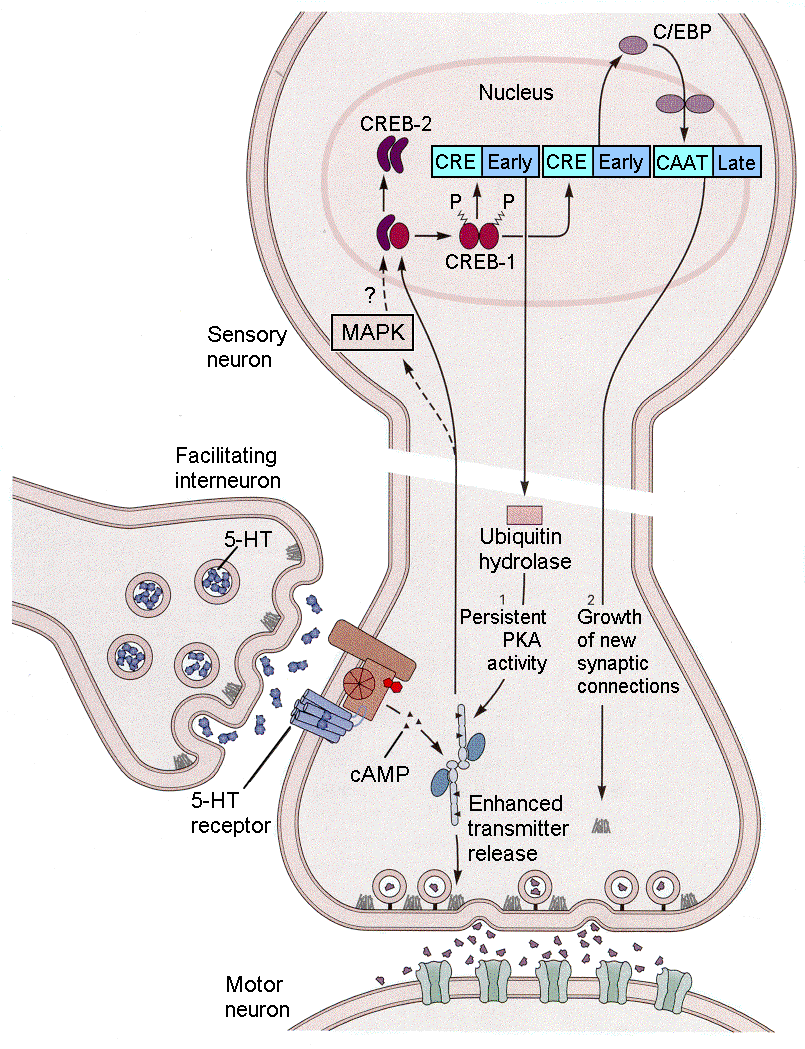 C/EBP
Nucleus
CREB-2
CRE Early CRE Early CAAT Late
P P
CREB-1
?
MAPK
Sensory
neuron
Facilitating
interneuron
5-HT
Ubiquitin
hydrolase
1
Persistent
PKA
activity
2
Growth
of new
synaptic
connections
cAMP
5-HT
receptor
Enhanced
transmitter
release
Motor
neuron